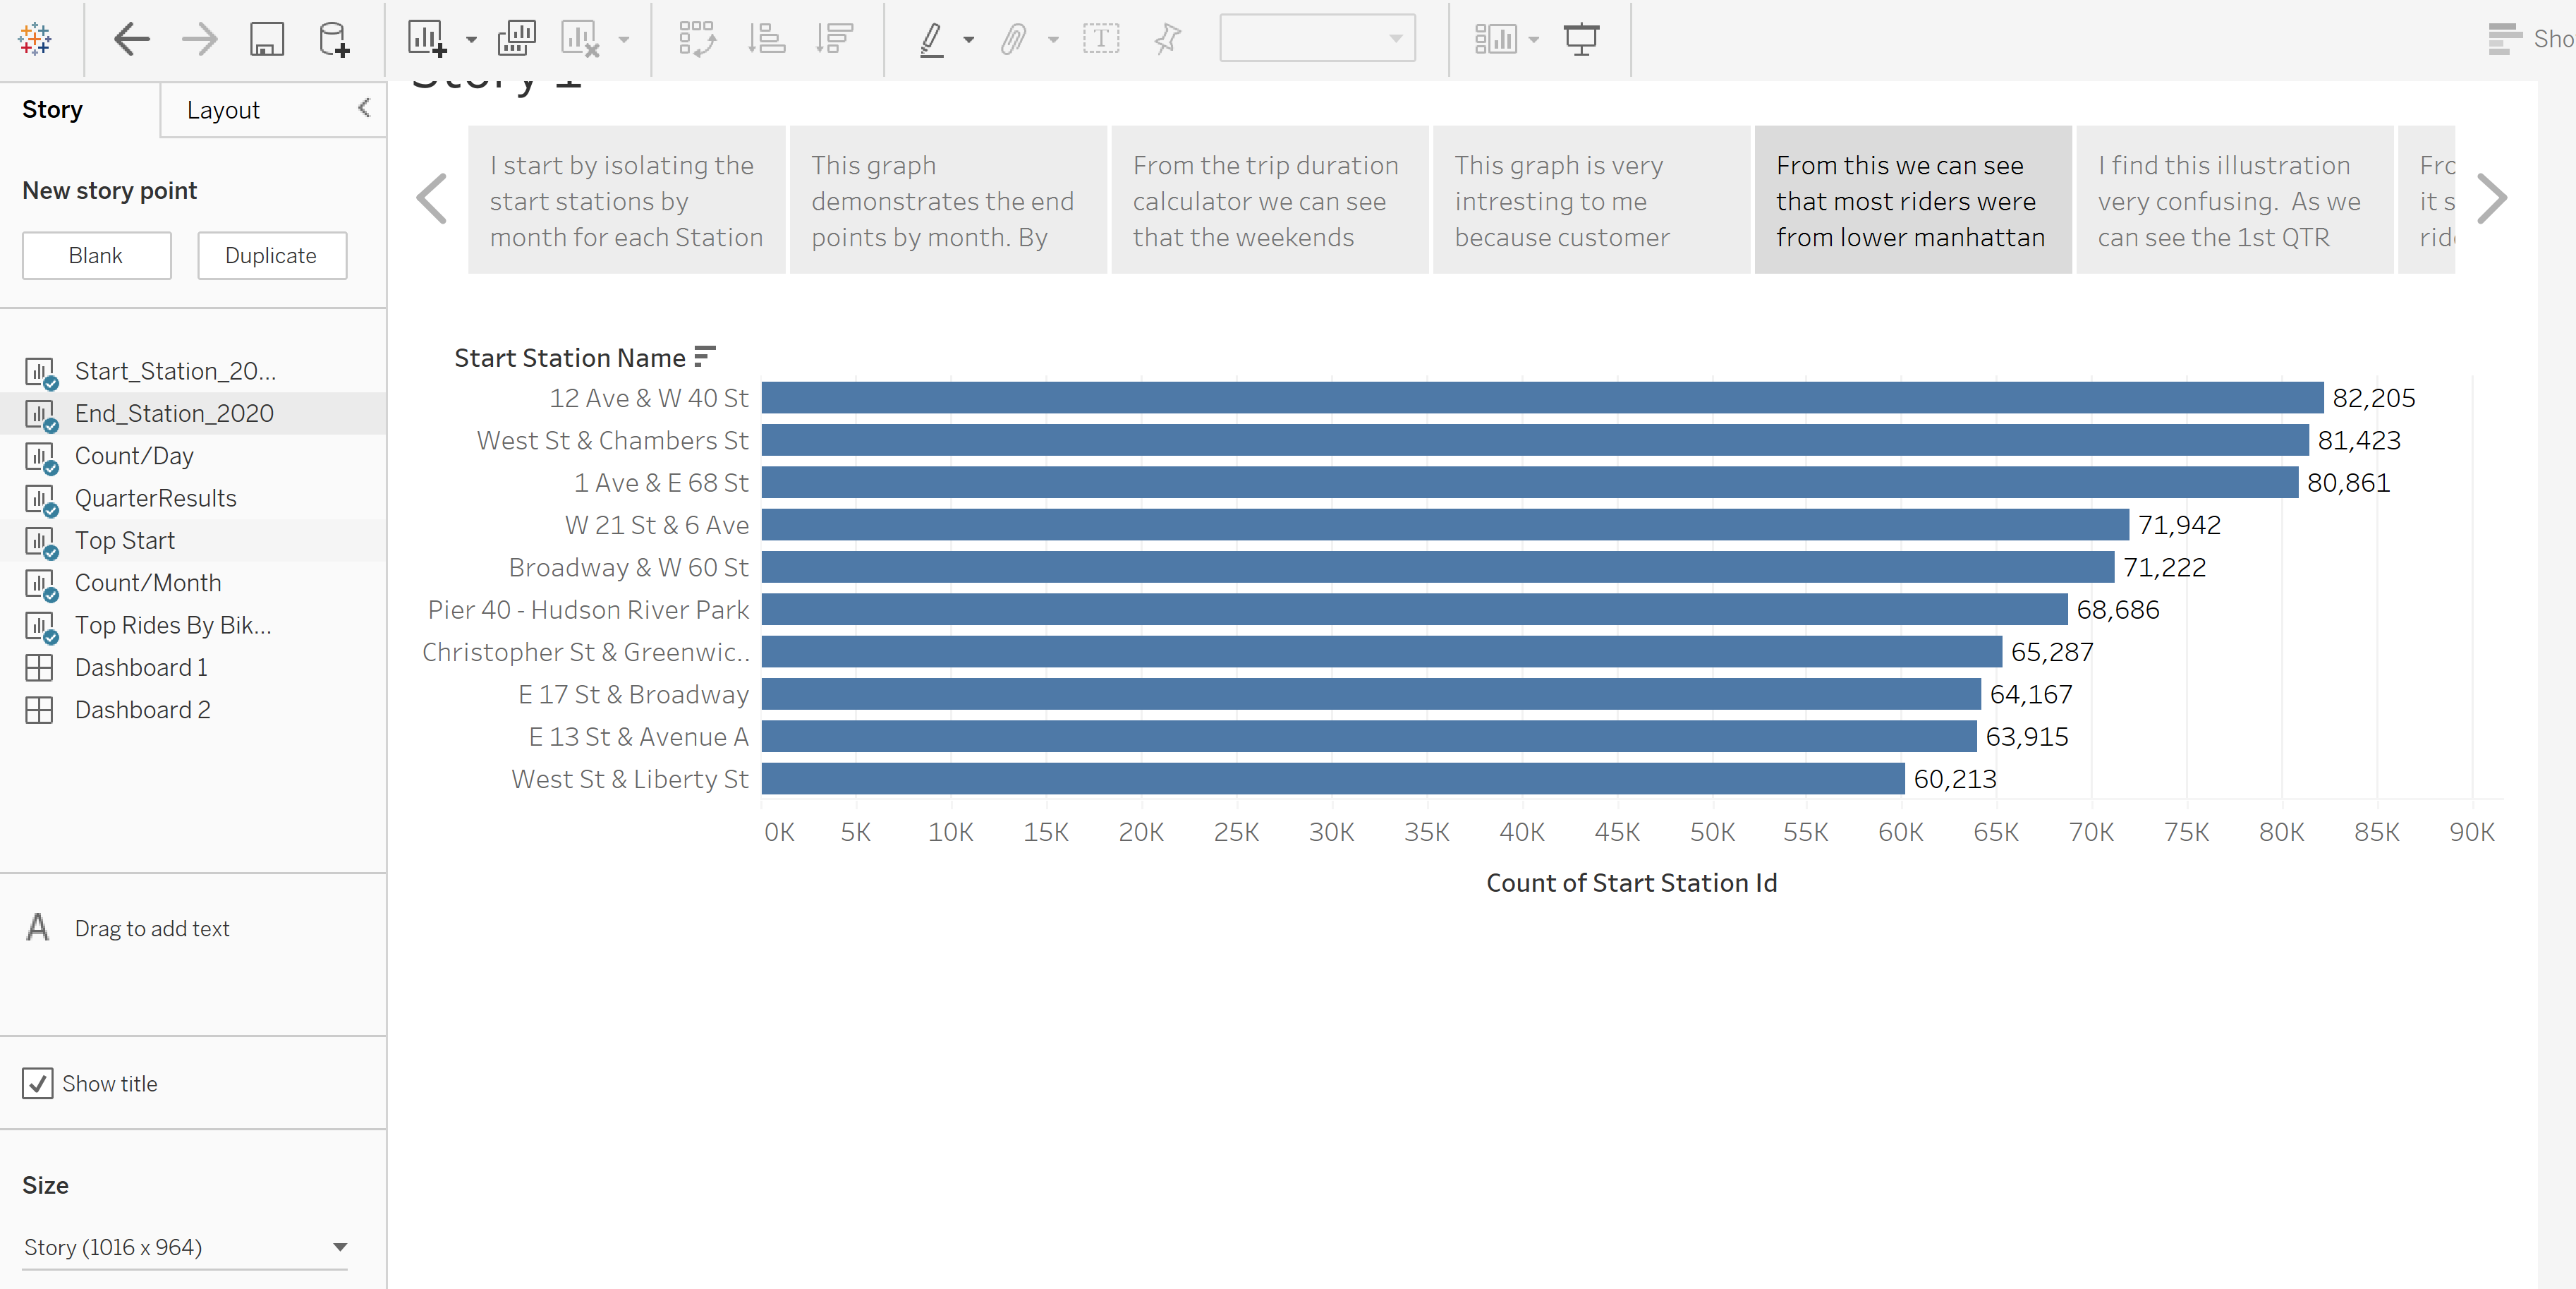 Sho
Story
Layout
New story point
Blank
Duplicate
Start_Station_20...
End_Station_2020
Count/Day
QuarterResults
Top Start
Count/Month
Top Rides By Bik...
Dashboard 1
Dashboard 2
Drag to add text
Show title
Size
Story (1016 x 964)
Story 1
I start by isolating the
start stations by
month for each Station
This graph
demonstrates the end
points by month. By
From the trip duration
calculator we can see
that the weekends
This graph is very
intresting to me
because customer
From this we can see
that most riders were
from lower manhattan
I find this illustration
very confusing. As we
can see the 1st QTR
Fro
it s
ride
Start Station Name
12 Ave & W 40 St 82,205
West St & Chambers St 81,423
1 Ave & E 68 St 80,861
W 21 St & 6 Ave 71,942
Broadway & W 60 St 71,222
Pier 40 - Hudson River Park 68,686
Christopher St & Greenwic.. 65,287
E 17 St & Broadway 64,167
E 13 St & Avenue A 63,915
West St & Liberty St 60,213
0K 5K 10K 15K 20K 25K 30K 35K 40K 45K 50K 55K 60K 65K 70K 75K 80K 85K 90K
Count of Start Station Id